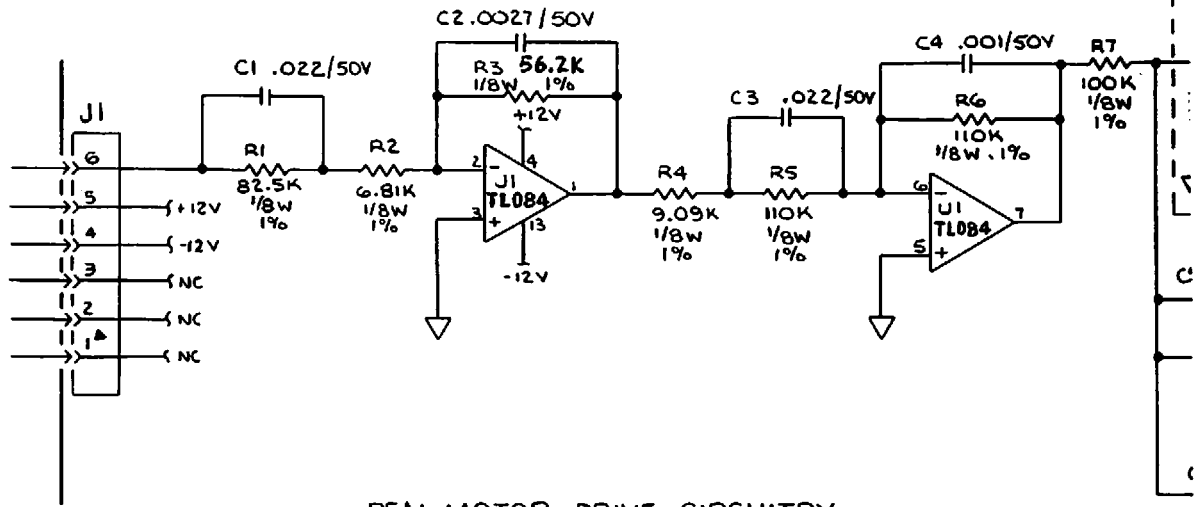 C2 .0027/50V
C4 .001/50V
R7
100K
1/8W
1%
C1 .022/50V
R3 56.2K
1/8W 1%
+12V
C3 .022/50V
R6
110K
1/8W . 1%
J1
6
5 +12V
4 -12V
3 NC
2 NC
1 NC
R1
82.5K
1/8W
1%
R2
6.81K
1/8W
1%
2 −
4
J1
TL084
1
3 +
13
-12V
R4
9.09K
1/8W
1%
R5
110K
1/8W
1%
6 −
U1
TL084
7
5 +